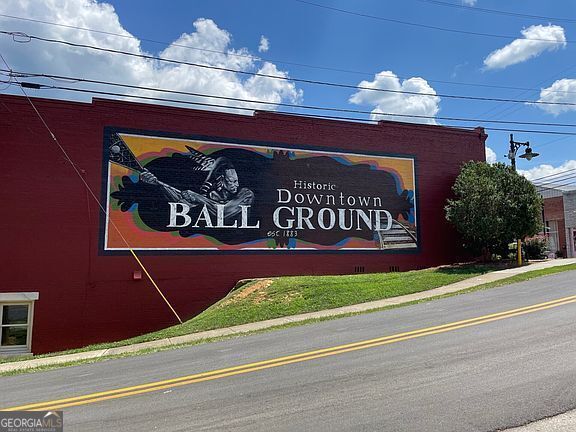 Historic
Downtown
BALL GROUND
est 1883
GEORGIAMLS